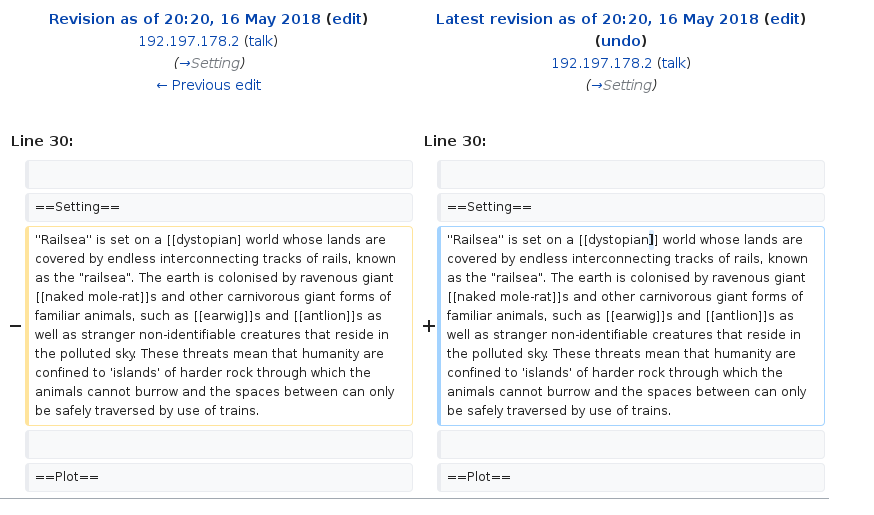 Revision as of 20:20, 16 May 2018 (edit)
192.197.178.2 (talk)
(→Setting)
← Previous edit
Latest revision as of 20:20, 16 May 2018 (edit)
(undo)
192.197.178.2 (talk)
(→Setting)
Line 30:
==Setting==
− ''Railsea'' is set on a [[dystopian] world whose lands are
covered by endless interconnecting tracks of rails, known
as the "railsea". The earth is colonised by ravenous giant
[[naked mole-rat]]s and other carnivorous giant forms of
familiar animals, such as [[earwig]]s and [[antlion]]s as
well as stranger non-identifiable creatures that reside in
the polluted sky. These threats mean that humanity are
confined to 'islands' of harder rock through which the
animals cannot burrow and the spaces between can only
be safely traversed by use of trains.
==Plot==
Line 30:
==Setting==
+ ''Railsea'' is set on a [[dystopian]] world whose lands are
covered by endless interconnecting tracks of rails, known
as the "railsea". The earth is colonised by ravenous giant
[[naked mole-rat]]s and other carnivorous giant forms of
familiar animals, such as [[earwig]]s and [[antlion]]s as
well as stranger non-identifiable creatures that reside in
the polluted sky. These threats mean that humanity are
confined to 'islands' of harder rock through which the
animals cannot burrow and the spaces between can only
be safely traversed by use of trains.
==Plot==